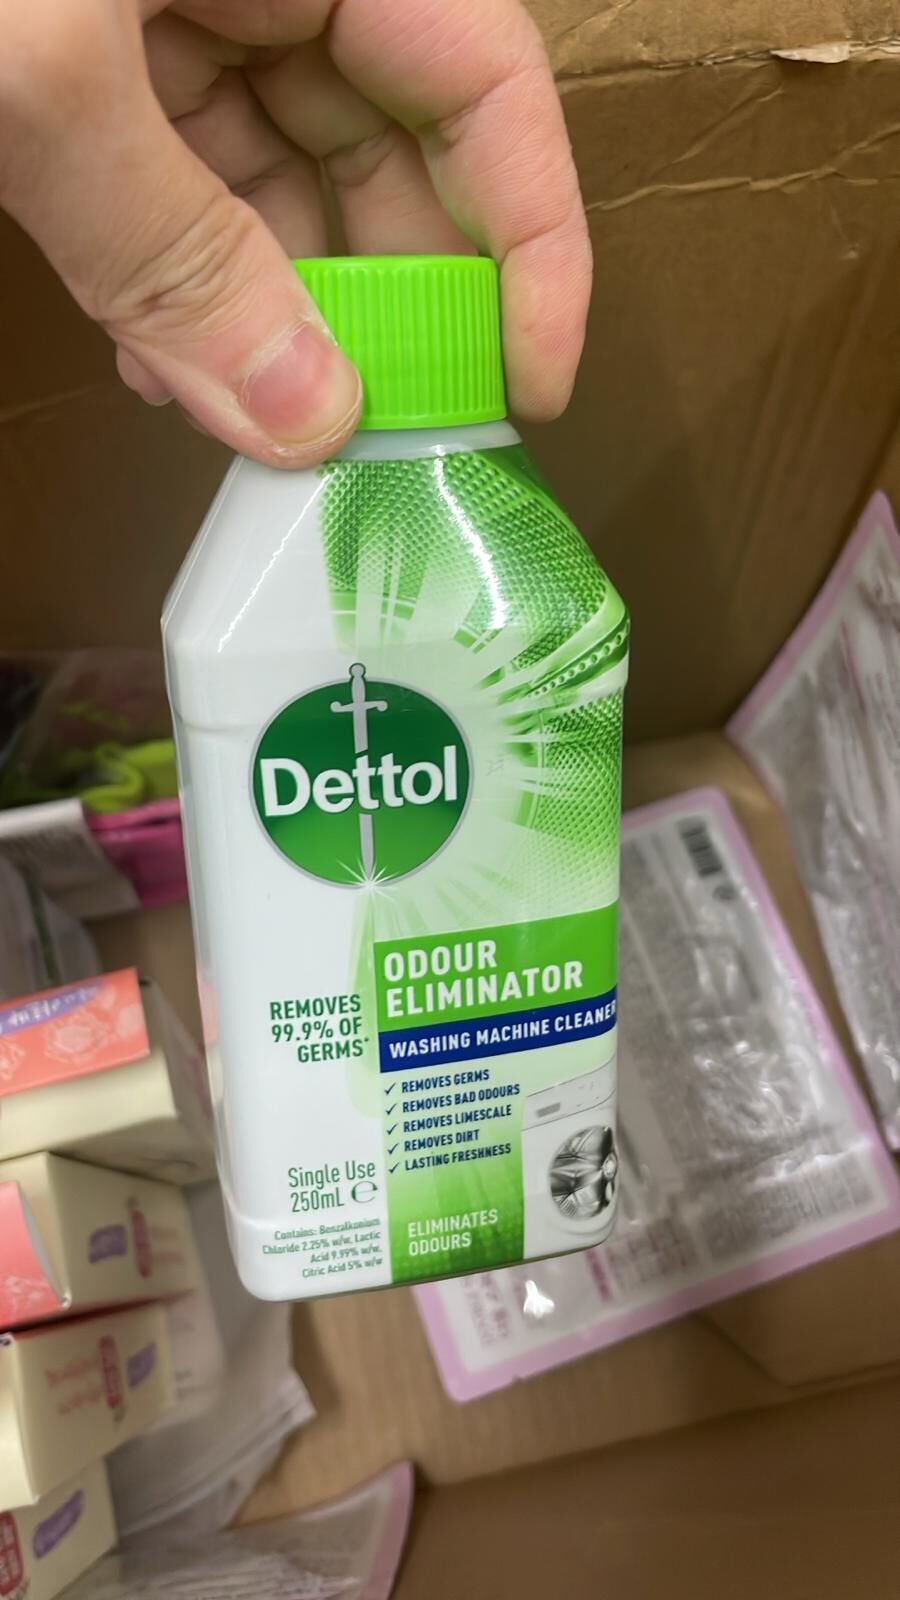 Dettol
ODOUR
ELIMINATOR
WASHING MACHINE CLEANER
REMOVES
99.9% OF
GERMS*
✓ REMOVES GERMS
✓ REMOVES BAD ODOURS
✓ REMOVES LIMESCALE
✓ REMOVES DIRT
✓ LASTING FRESHNESS
Single Use
250mL ℮
Contains: Benzalkonium
Chloride 2.25% w/w, Lactic
Acid 9.99% w/w,
Citric Acid 5% w/w
ELIMINATES
ODOURS